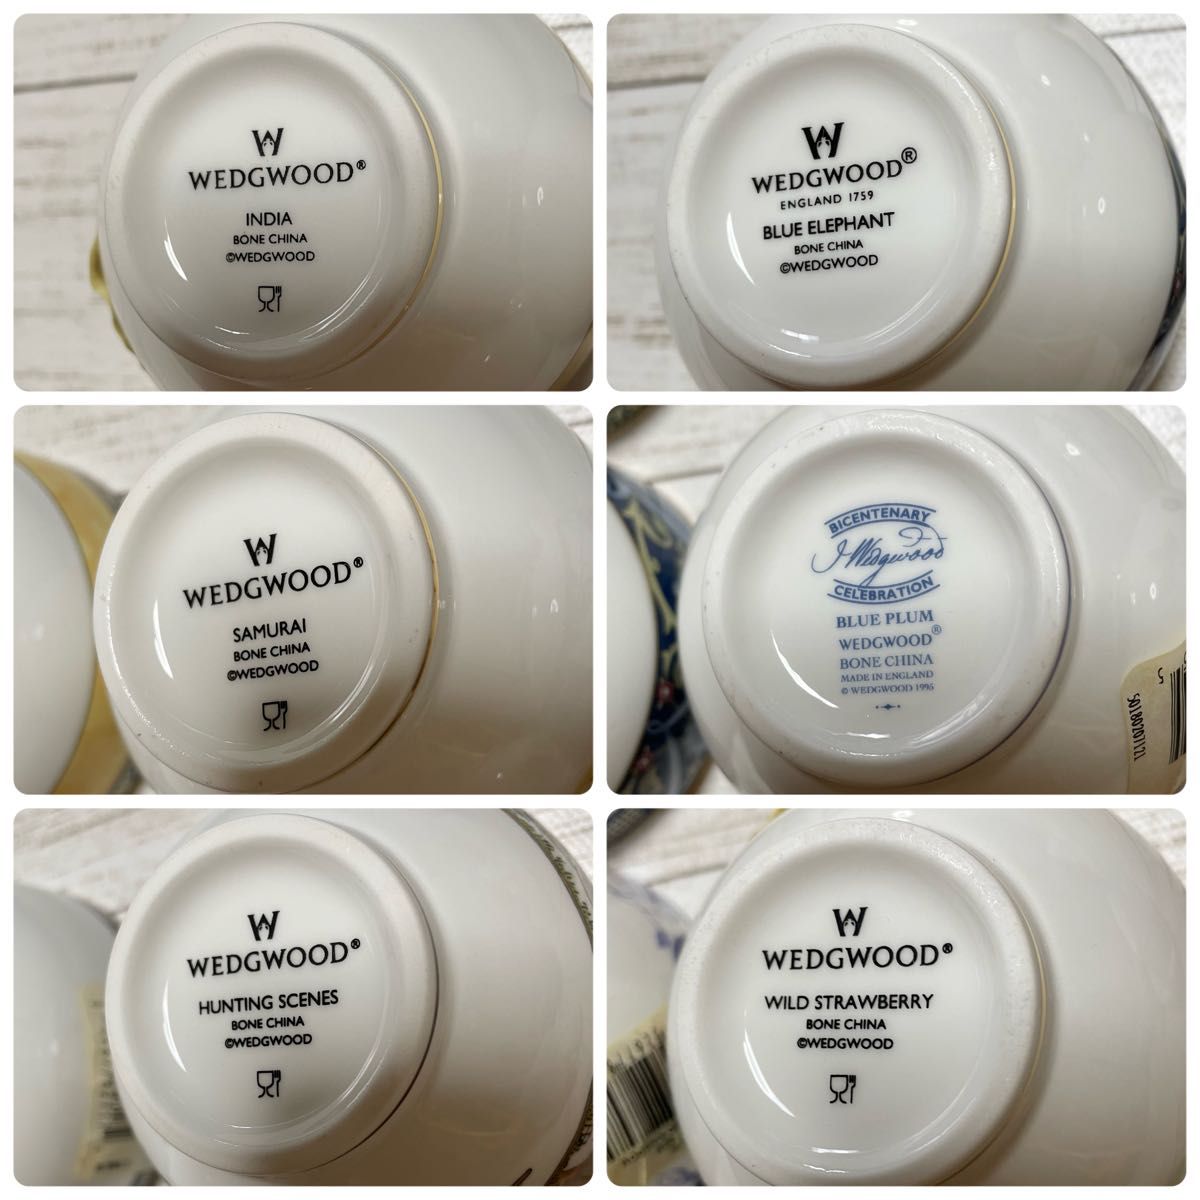 WEDGWOOD®
INDIA
BONE CHINA
©WEDGWOOD
WEDGWOOD®
ENGLAND 1759
BLUE ELEPHANT
BONE CHINA
©WEDGWOOD
WEDGWOOD®
SAMURAI
BONE CHINA
©WEDGWOOD
BICENTENARY
J Wedgwood
CELEBRATION
BLUE PLUM
WEDGWOOD®
BONE CHINA
MADE IN ENGLAND
© WEDGWOOD 1995
WEDGWOOD®
HUNTING SCENES
BONE CHINA
©WEDGWOOD
WEDGWOOD®
WILD STRAWBERRY
BONE CHINA
©WEDGWOOD